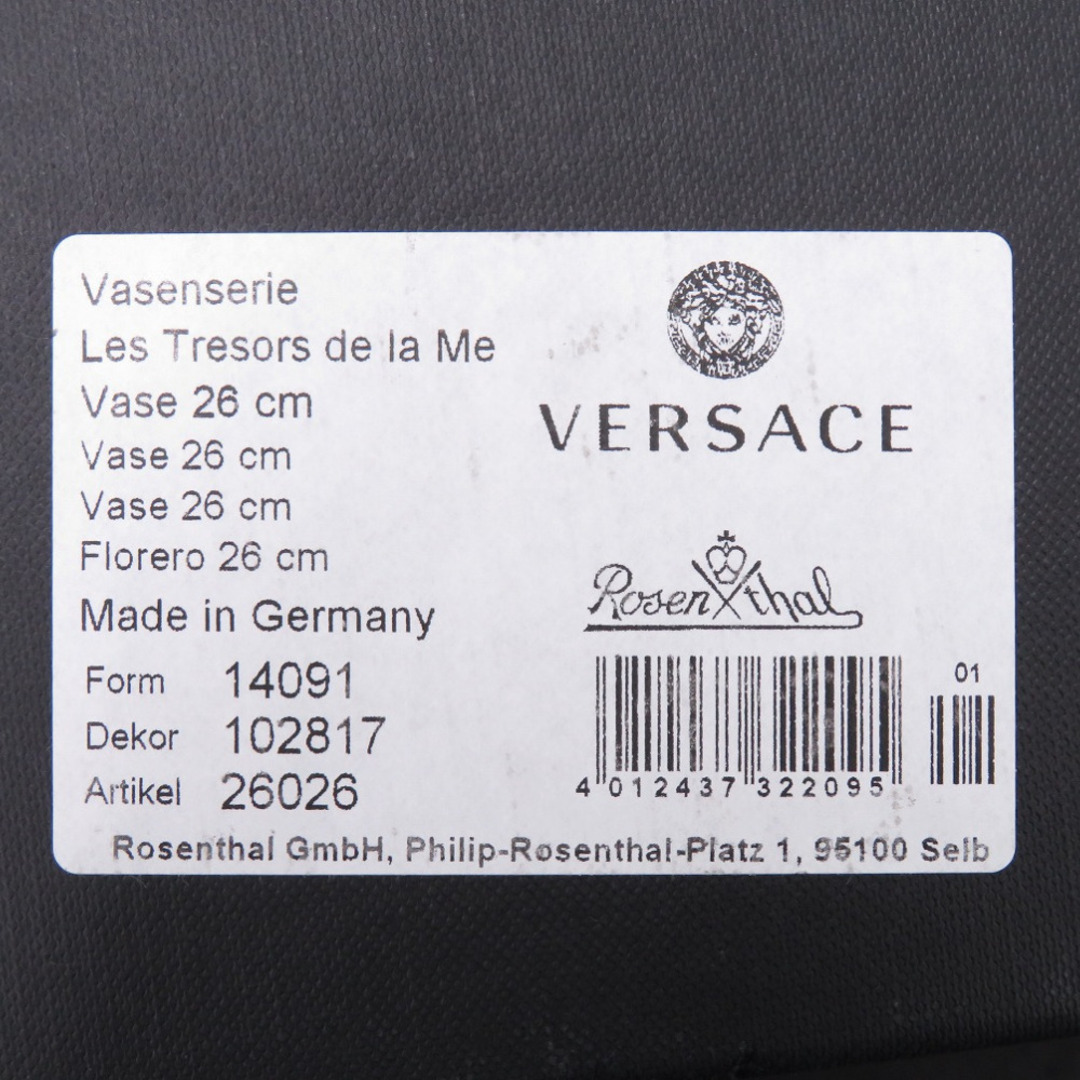 Vasenserie
Les Tresors de la Me
Vase 26 cm
Vase 26 cm
Vase 26 cm
Florero 26 cm
Made in Germany
Form 14091
Dekor 102817
Artikel 26026
VERSACE
Rosenthal
01
4 012437 322095
Rosenthal GmbH, Philip-Rosenthal-Platz 1, 95100 Selb